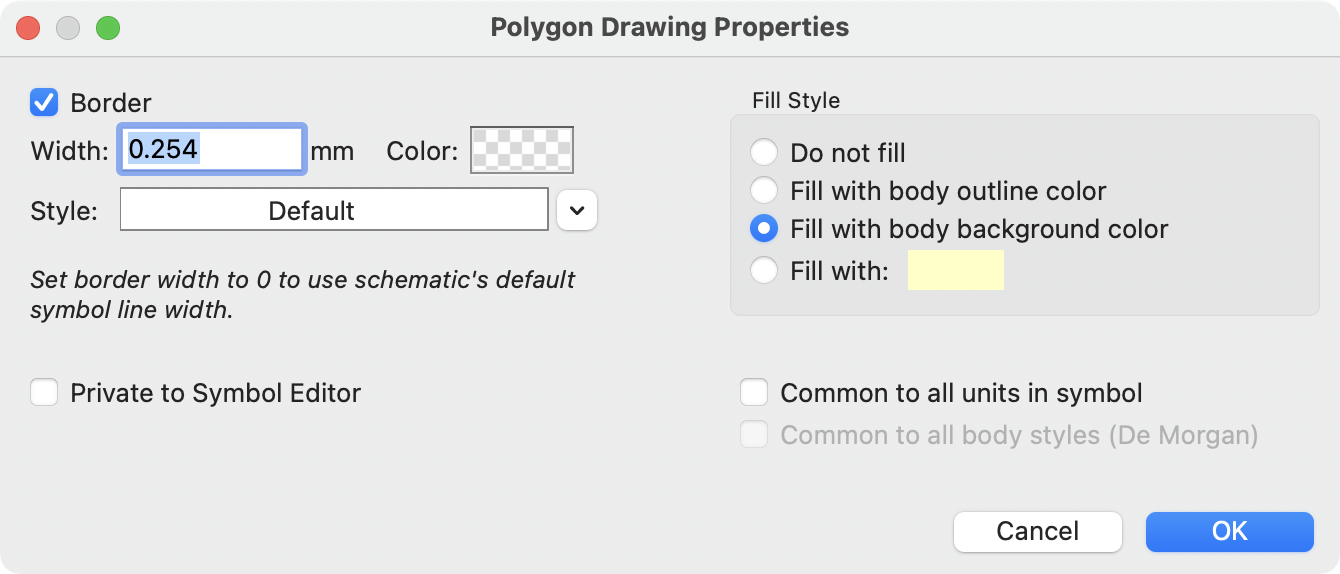 Polygon Drawing Properties
Border
Width: 0.254 mm Color:
Style: Default
Set border width to 0 to use schematic's default
symbol line width.
Private to Symbol Editor
Fill Style
Do not fill
Fill with body outline color
Fill with body background color
Fill with:
Common to all units in symbol
Common to all body styles (De Morgan)
Cancel OK